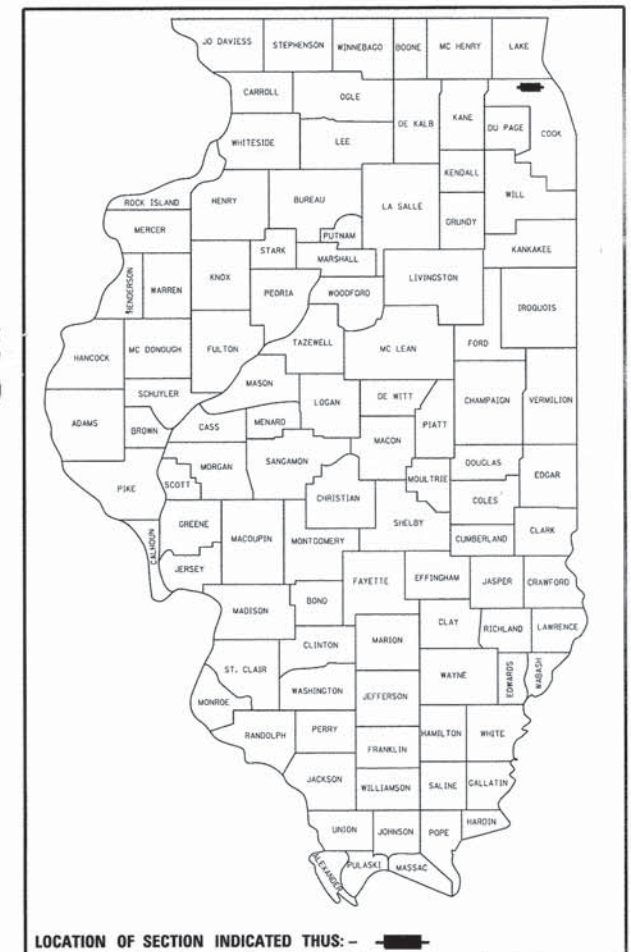 JO DAVIESS STEPHENSON WINNEBAGO BOONE MC HENRY LAKE
CARROLL OGLE DE KALB KANE DU PAGE COOK
WHITESIDE LEE KENDALL WILL
ROCK ISLAND HENRY BUREAU LA SALLE GRUNDY
MERCER PUTNAM KANKAKEE
STARK MARSHALL LIVINGSTON
HENDERSON WARREN KNOX PEORIA WOODFORD IROQUOIS
HANCOCK MC DONOUGH FULTON TAZEWELL MC LEAN FORD
SCHUYLER MASON LOGAN DE WITT CHAMPAIGN VERMILION
ADAMS BROWN CASS MENARD MACON PIATT
PIKE SCOTT MORGAN SANGAMON CHRISTIAN MOULTRIE DOUGLAS EDGAR
COLES
CALHOUN GREENE MACOUPIN MONTGOMERY SHELBY CUMBERLAND CLARK
JERSEY FAYETTE EFFINGHAM JASPER CRAWFORD
MADISON BOND CLAY RICHLAND LAWRENCE
CLINTON MARION
ST. CLAIR WASHINGTON JEFFERSON WAYNE EDWARDS WABASH
MONROE
RANDOLPH PERRY FRANKLIN HAMILTON WHITE
JACKSON WILLIAMSON SALINE GALLATIN
UNION JOHNSON POPE HARDIN
ALEXANDER PULASKI MASSAC
LOCATION OF SECTION INDICATED THUS: -